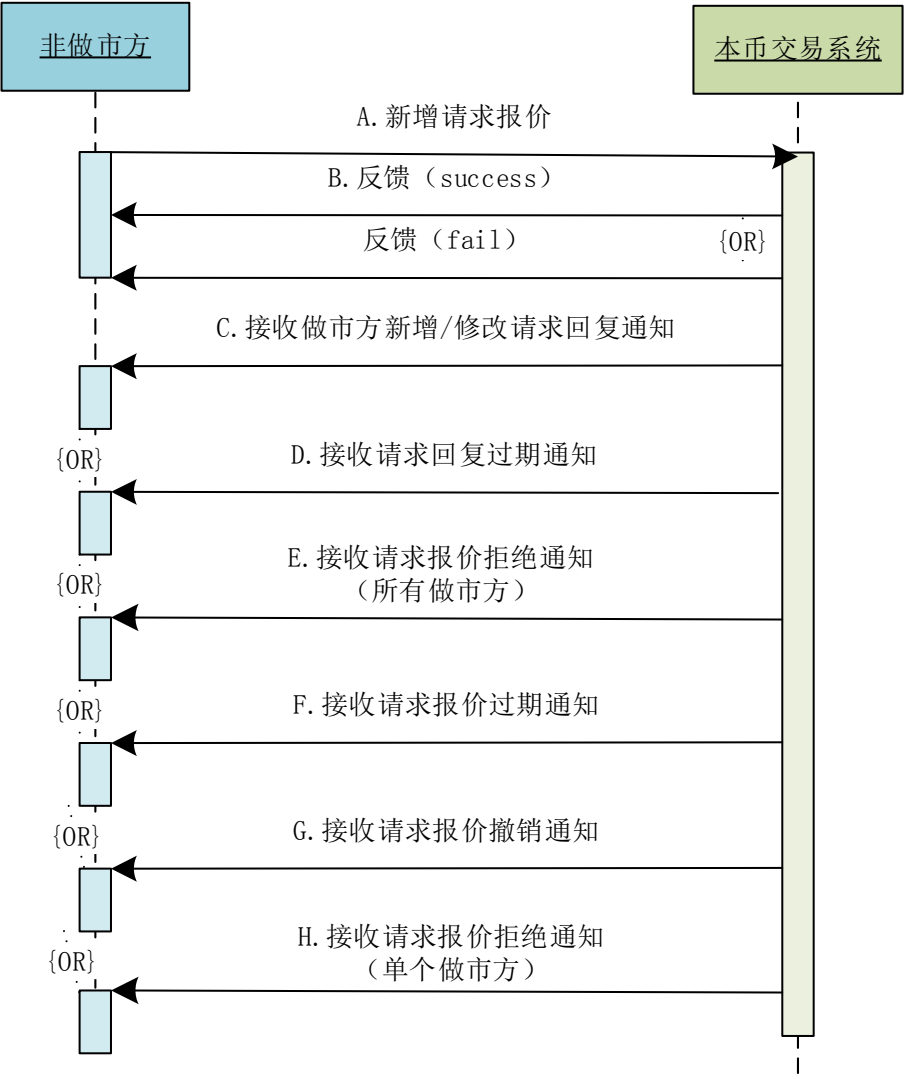 非做市方
本币交易系统
A.新增请求报价
B.反馈（success）
反馈（fail）
{OR}
C.接收做市方新增/修改请求回复通知
{OR}
D.接收请求回复过期通知
{OR}
E.接收请求报价拒绝通知
（所有做市方）
{OR}
F.接收请求报价过期通知
{OR}
G.接收请求报价撤销通知
{OR}
H.接收请求报价拒绝通知
（单个做市方）